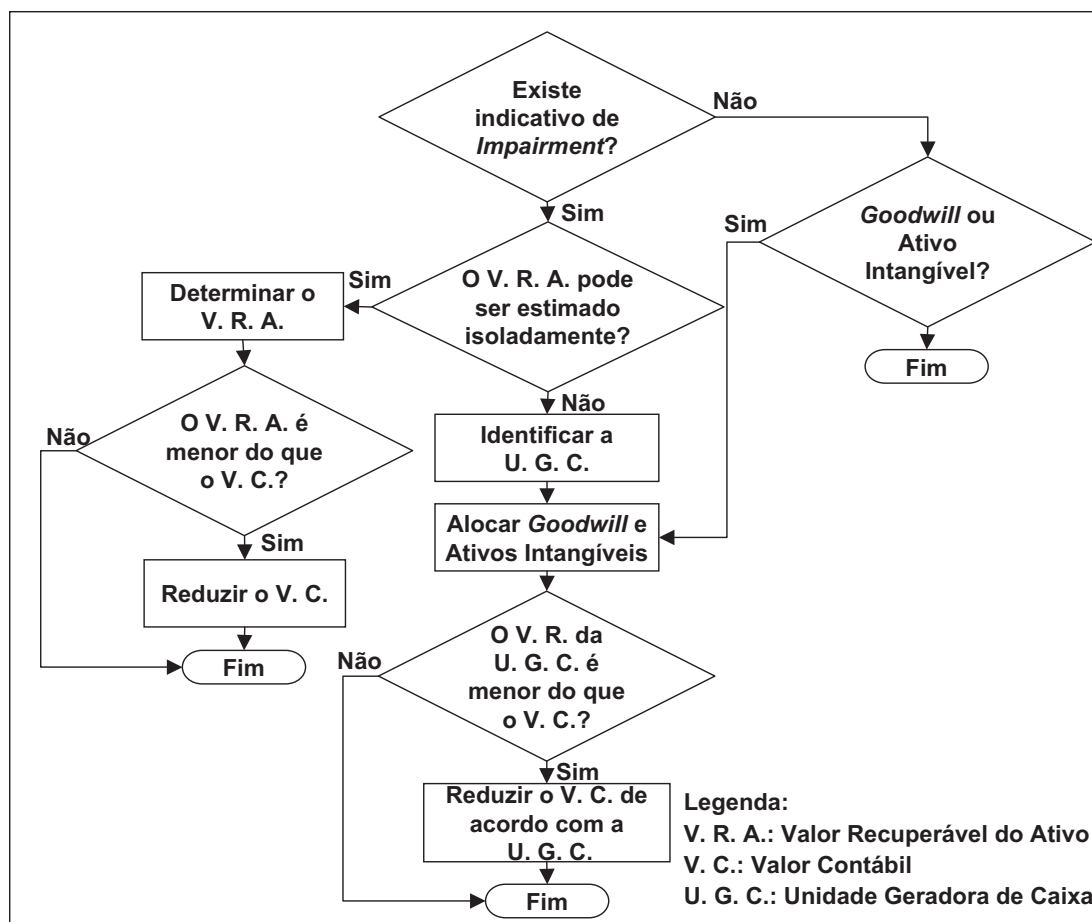 Existe
indicativo de
Impairment?
Não
Sim
Goodwill ou
Ativo
Intangível?
Sim
Fim
O V. R. A. pode
ser estimado
isoladamente?
Sim
Determinar o
V. R. A.
Não
O V. R. A. é
menor do que
o V. C.?
Não
Sim
Reduzir o V. C.
Fim
Identificar a
U. G. C.
Alocar Goodwill e
Ativos Intangíveis
O V. R. da
U. G. C. é
menor do que
o V. C.?
Não
Sim
Reduzir o V. C. de
acordo com a
U. G. C.
Fim
Legenda:
V. R. A.: Valor Recuperável do Ativo
V. C.: Valor Contábil
U. G. C.: Unidade Geradora de Caixa